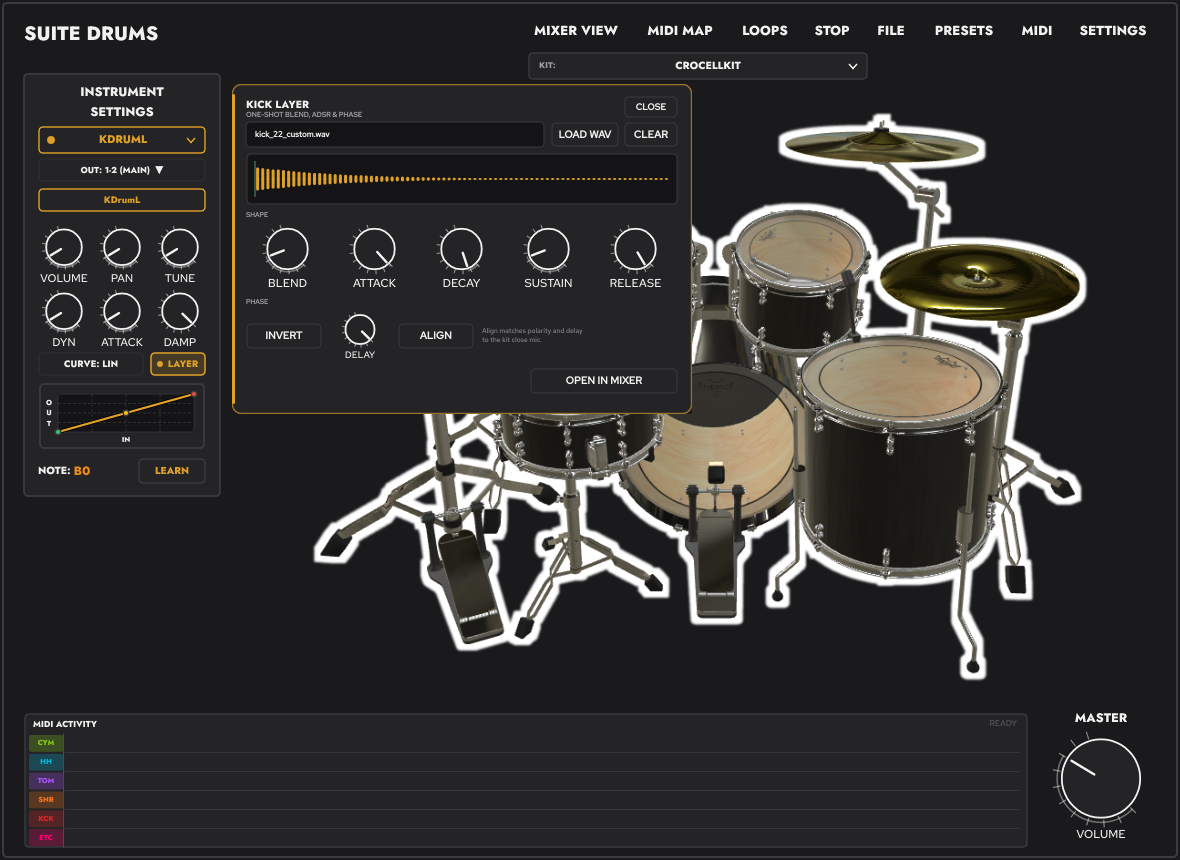 SUITE DRUMS
MIXER VIEW
MIDI MAP
LOOPS
STOP
FILE
PRESETS
MIDI
SETTINGS
KIT:
CROCELLKIT
INSTRUMENT
SETTINGS
KDRUML
OUT: 1-2 (MAIN) ▼
KDrumL
VOLUME
PAN
TUNE
DYN
ATTACK
DAMP
CURVE: LIN
LAYER
OUT
IN
NOTE: B0
LEARN
KICK LAYER
ONE-SHOT BLEND, ADSR & PHASE
CLOSE
kick_22_custom.wav
LOAD WAV
CLEAR
SHAPE
BLEND
ATTACK
DECAY
SUSTAIN
RELEASE
PHASE
INVERT
DELAY
ALIGN
Align matches polarity and delay
to the kit close mic.
OPEN IN MIXER
MIDI ACTIVITY
READY
CYM
HH
TOM
SNR
KCK
ETC
MASTER
VOLUME